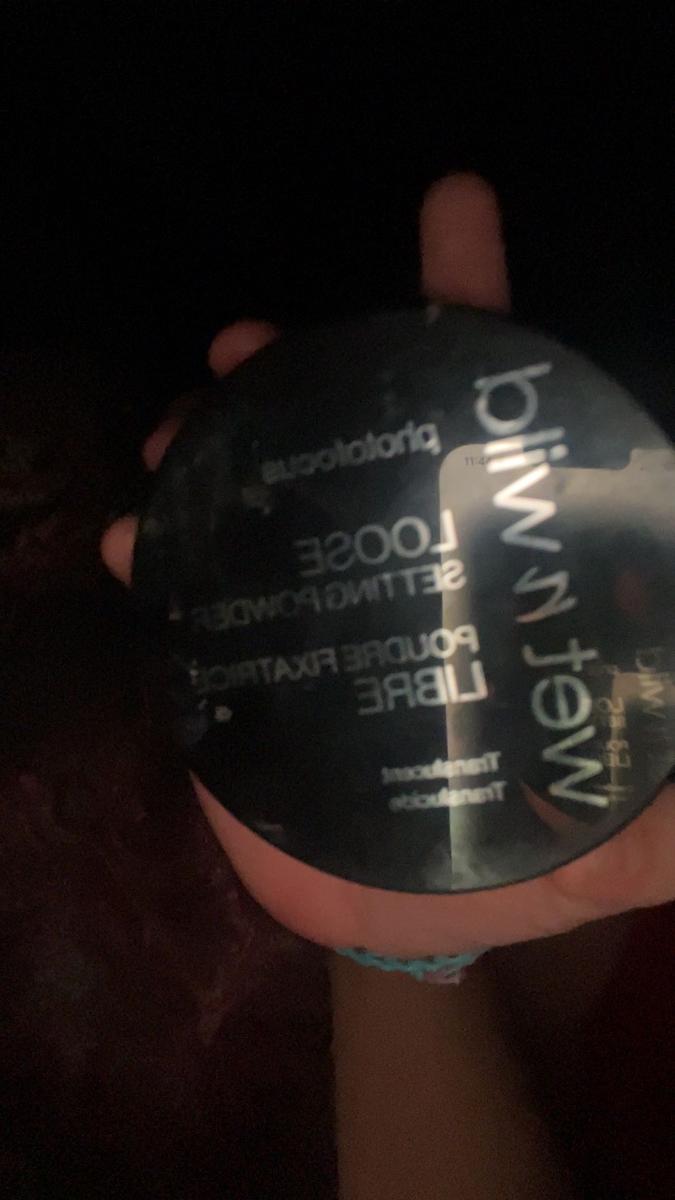 wet n wild
photofocus
LOOSE
SETTING POWDER
POUDRE FIXATRICE
LIBRE
Translucent
Translucide